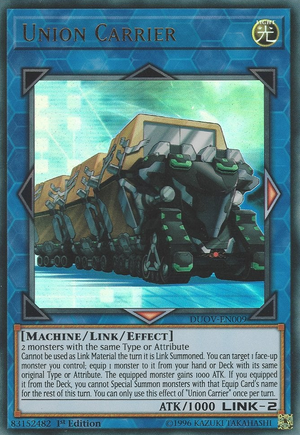 UNION CARRIER
LIGHT
光
DUOV-EN009
[MACHINE/LINK/EFFECT]
2 monsters with the same Type or Attribute
Cannot be used as Link Material the turn it is Link Summoned. You can target 1 face-up
monster you control; equip 1 monster to it from your hand or Deck with its same
original Type or Attribute. The equipped monster gains 1000 ATK. If you equipped
it from the Deck, you cannot Special Summon monsters with that Equip Card's name
for the rest of this turn. You can only use this effect of "Union Carrier" once per turn.
ATK/1000 LINK-2
83152482 1st Edition ©1996 KAZUKI TAKAHASHI